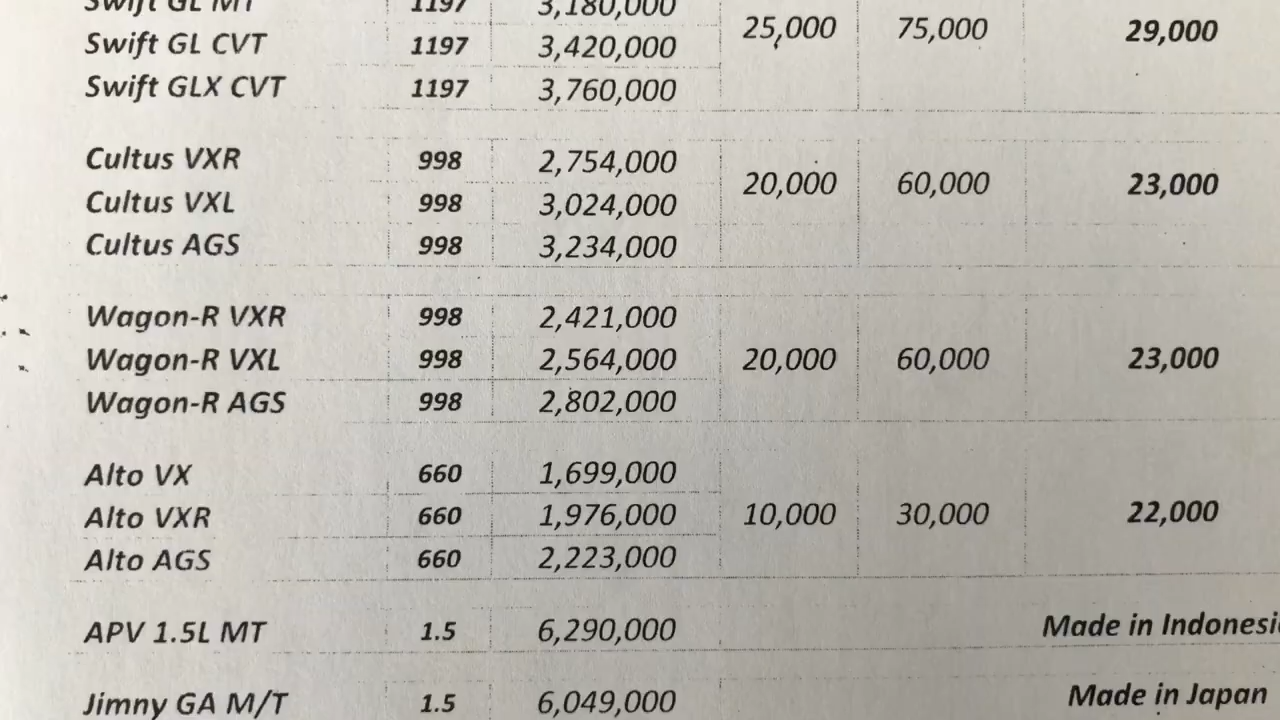 Swift GL MT 1197 3,180,000
Swift GL CVT 1197 3,420,000 25,000 75,000 29,000
Swift GLX CVT 1197 3,760,000
Cultus VXR 998 2,754,000
Cultus VXL 998 3,024,000 20,000 60,000 23,000
Cultus AGS 998 3,234,000
Wagon-R VXR 998 2,421,000
Wagon-R VXL 998 2,564,000 20,000 60,000 23,000
Wagon-R AGS 998 2,802,000
Alto VX 660 1,699,000
Alto VXR 660 1,976,000 10,000 30,000 22,000
Alto AGS 660 2,223,000
APV 1.5L MT 1.5 6,290,000 Made in Indonesi
Jimny GA M/T 1.5 6,049,000 Made in Japan